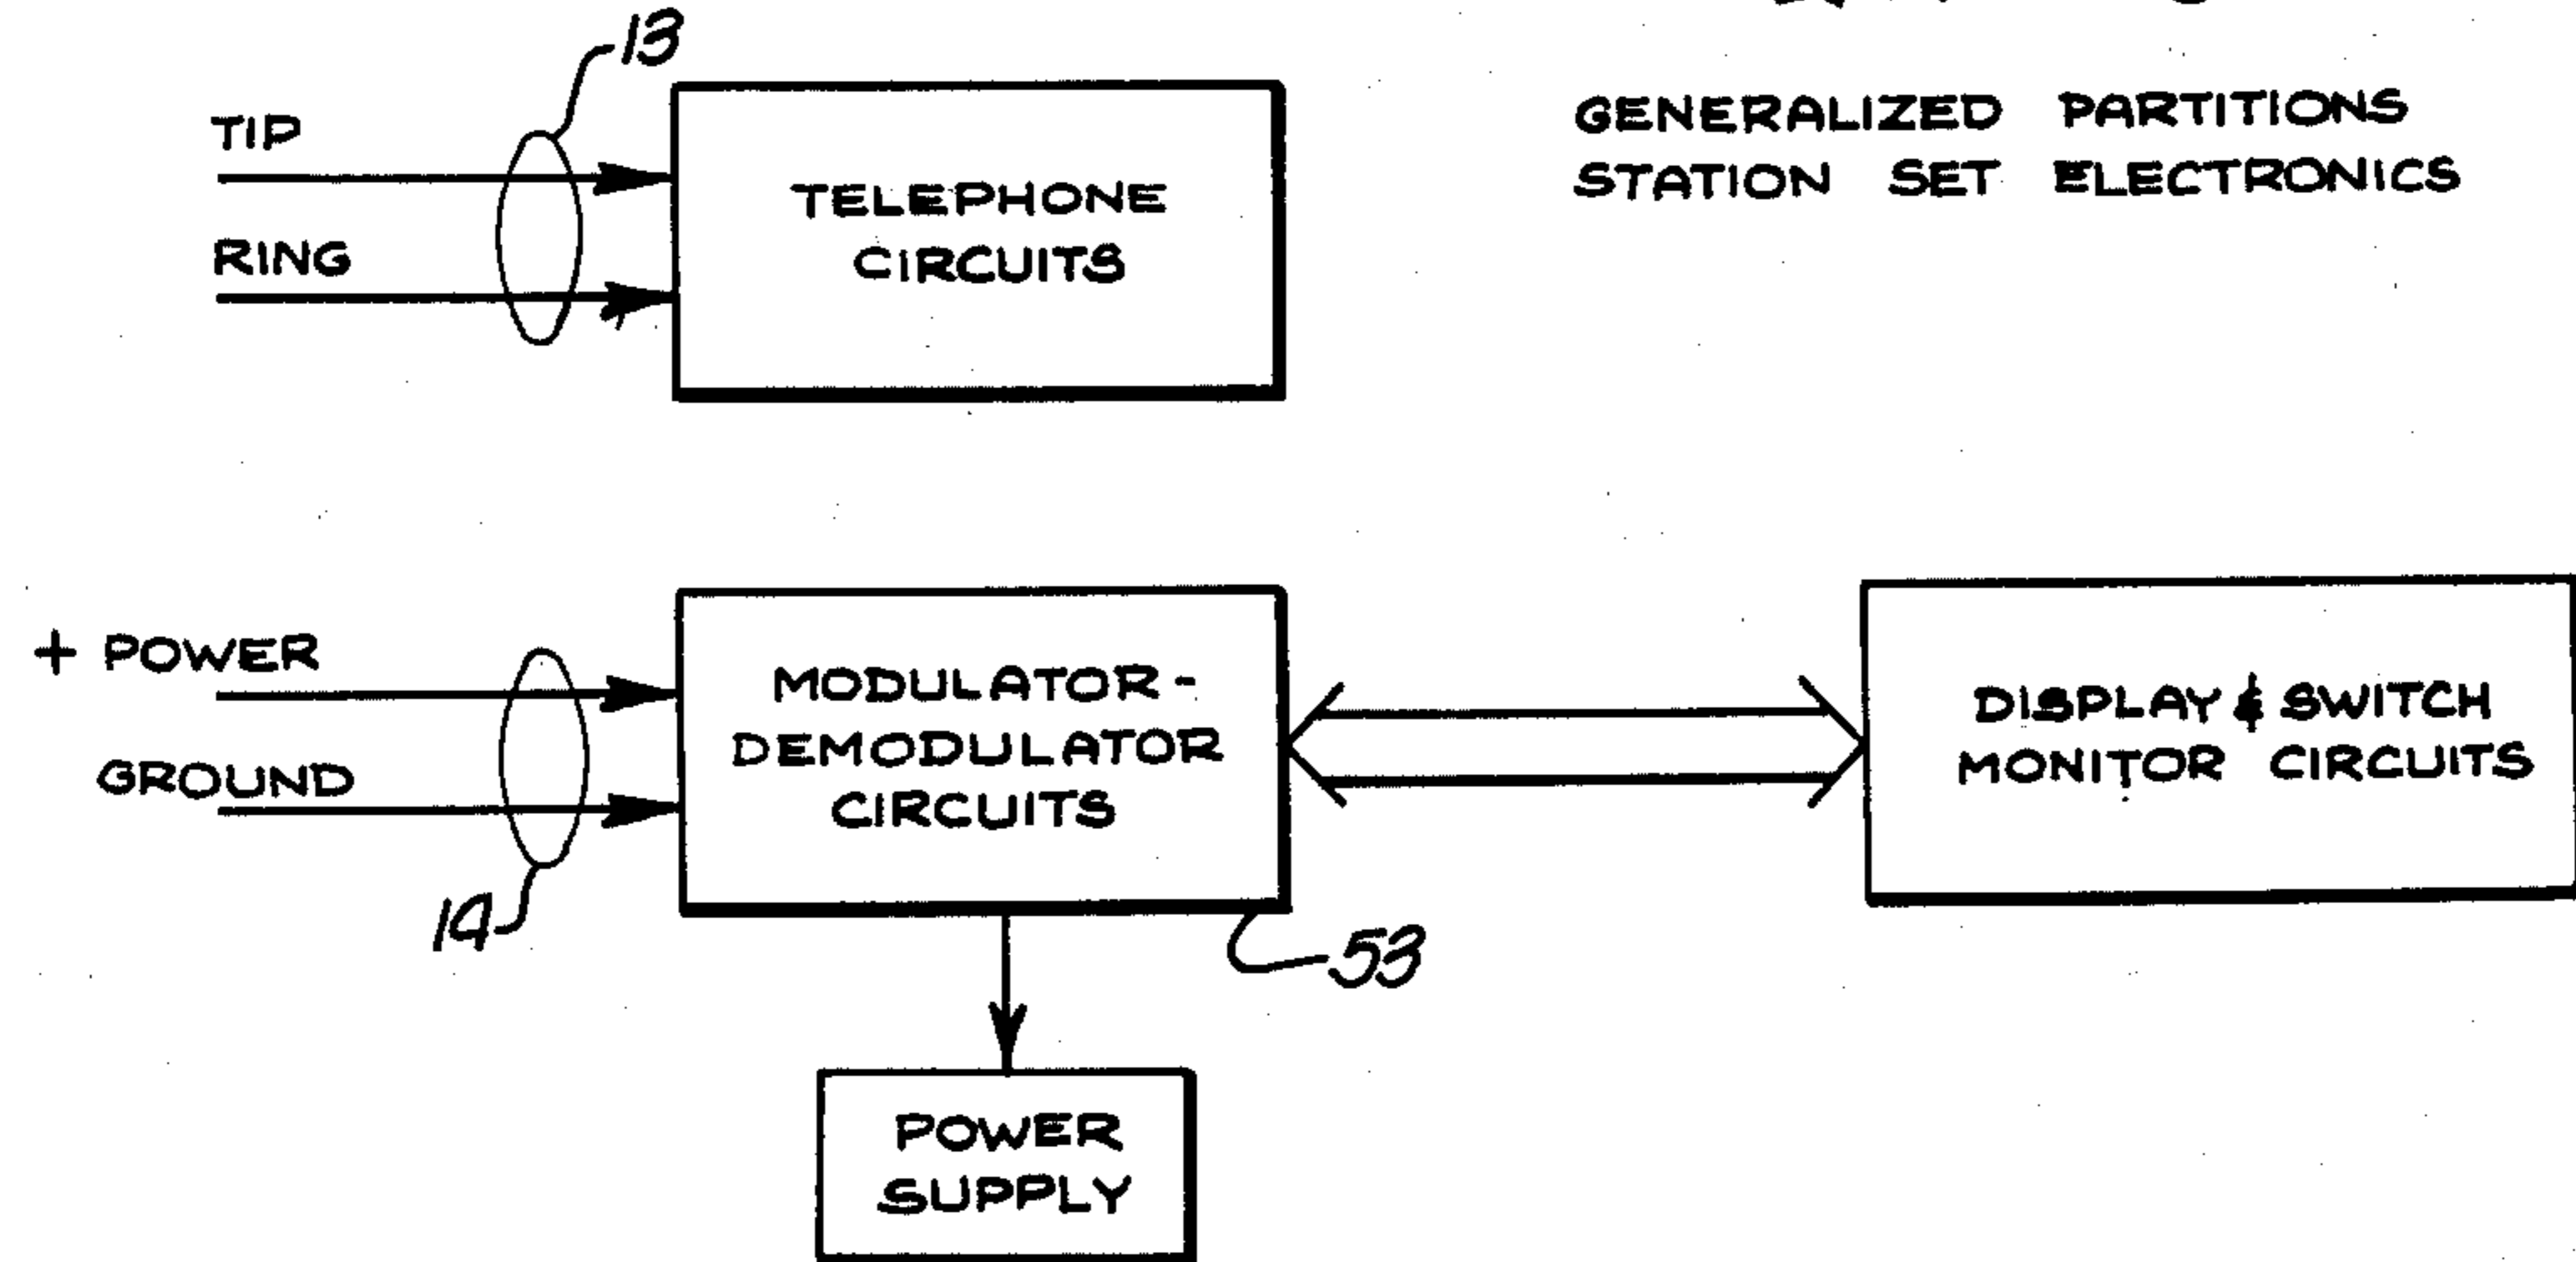 13
TIP
RING
TELEPHONE
CIRCUITS
GENERALIZED PARTITIONS
STATION SET ELECTRONICS
+ POWER
GROUND
14
MODULATOR-
DEMODULATOR
CIRCUITS
53
DISPLAY & SWITCH
MONITOR CIRCUITS
POWER
SUPPLY